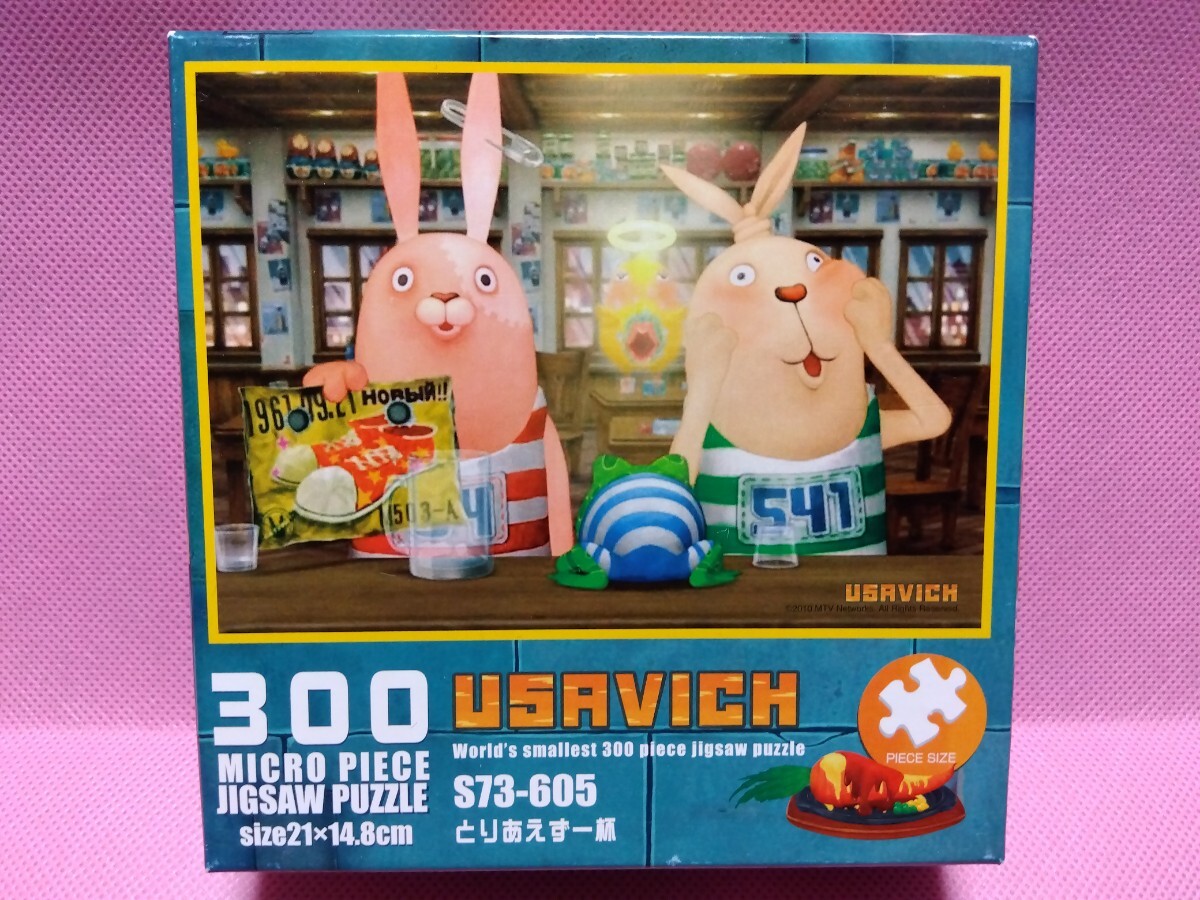 1961.09.21 НОВЫЙ!!
1503-A
4
541
USAVICH
©2010 MTV Networks. All Rights Reserved.
300
MICRO PIECE
JIGSAW PUZZLE
size21×14.8cm
USAVICH
World's smallest 300 piece jigsaw puzzle
S73-605
とりあえず一杯
PIECE SIZE